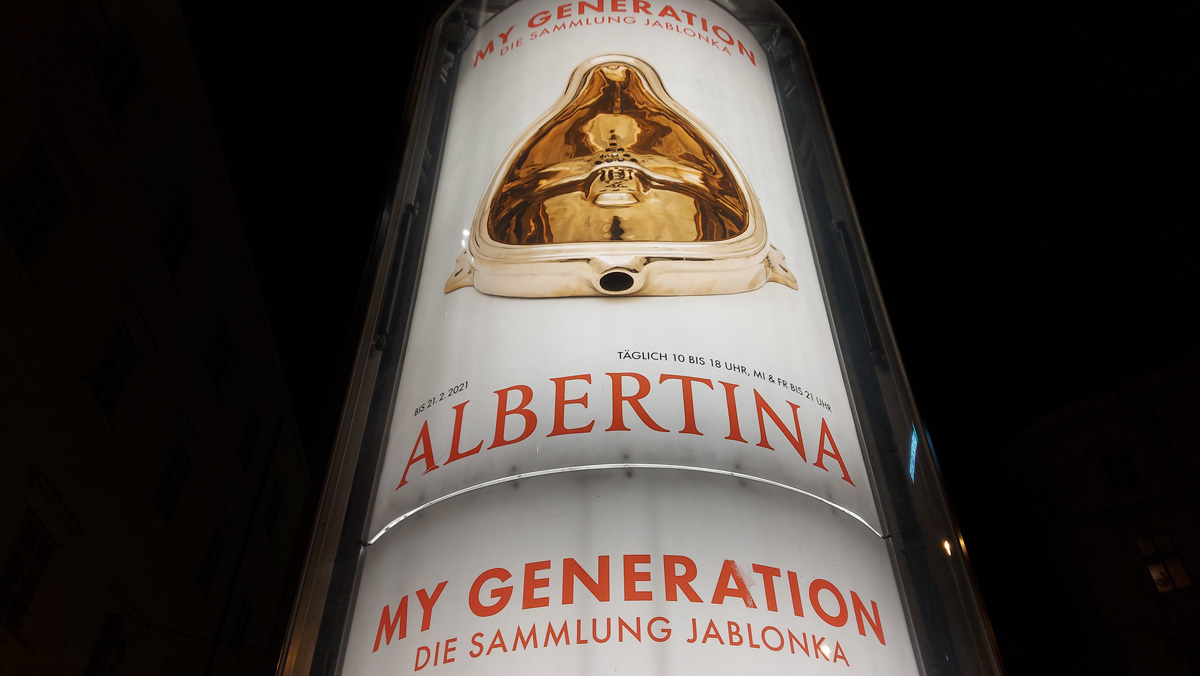 MY GENERATION
DIE SAMMLUNG JABLONKA
TÄGLICH 10 BIS 18 UHR, MI & FR BIS 21 UHR
BIS 21.2.2021
ALBERTINA
MY GENERATION
DIE SAMMLUNG JABLONKA